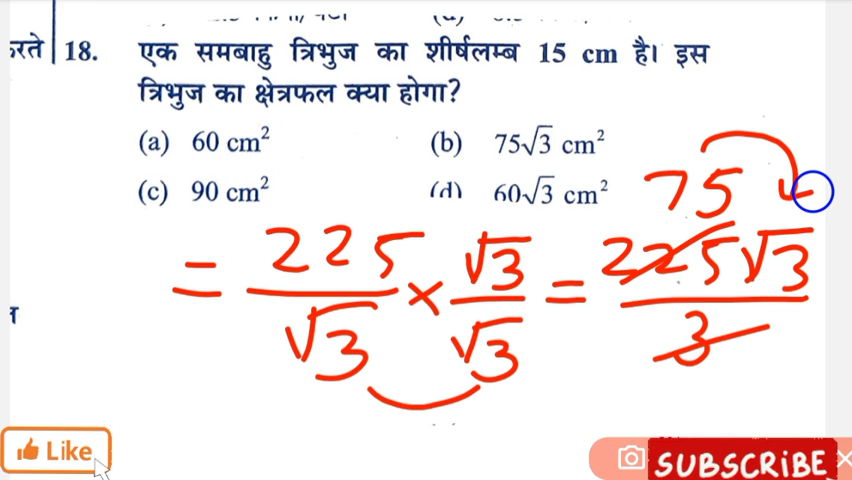 रते 18. एक समबाहु त्रिभुज का शीर्षलम्ब 15 cm है। इस
त्रिभुज का क्षेत्रफल क्या होगा?
(a) 60 cm² (b) 75√3 cm²
(c) 90 cm² (d) 60√3 cm²
75
= 225/√3 × √3/√3 = 225√3/3
Like
SUBSCRIBE